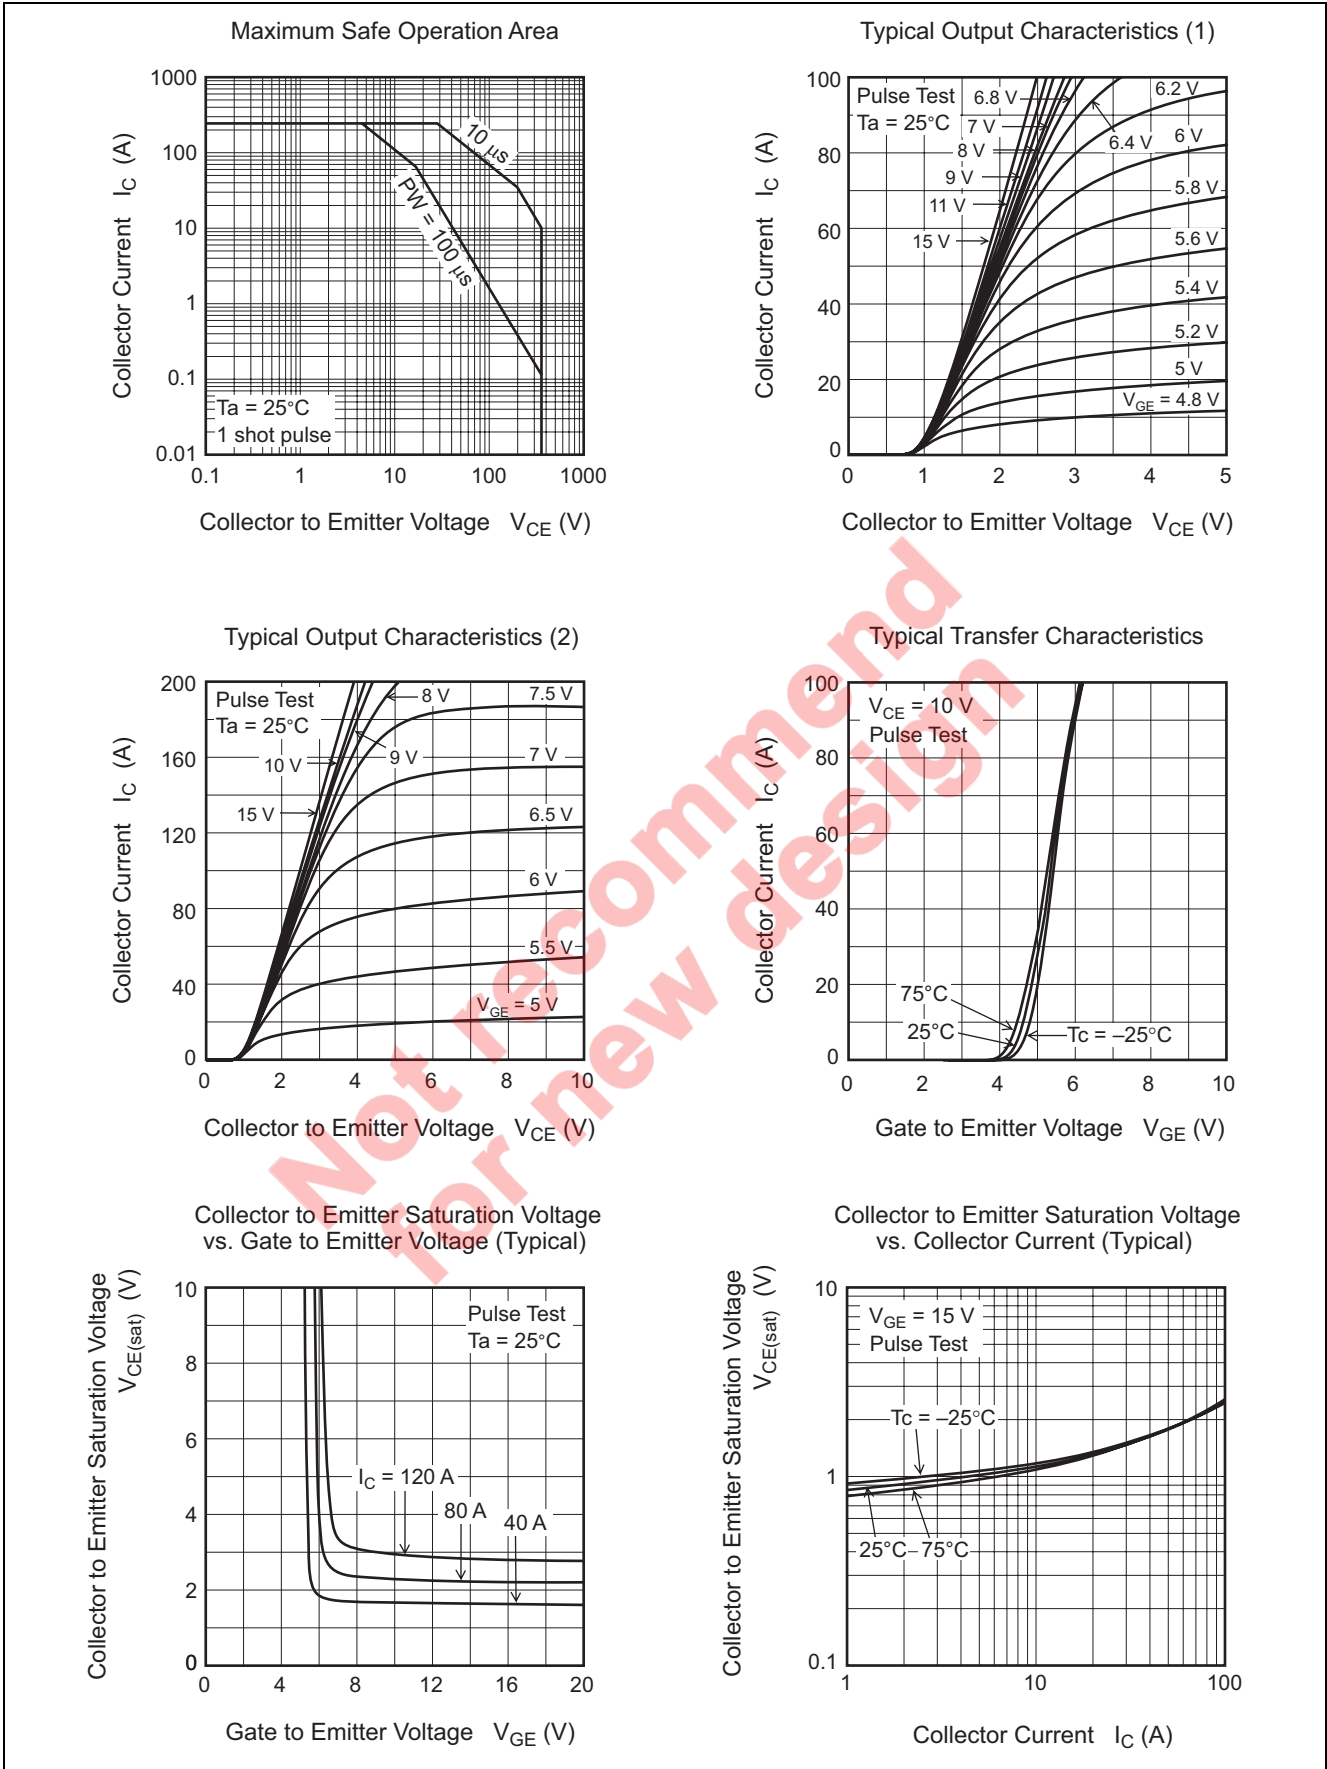 Maximum Safe Operation Area
Collector Current IC (A)
1000
100
10
1
0.1
0.01
10 μs
PW = 100 μs
Ta = 25°C
1 shot pulse
0.1 1 10 100 1000
Collector to Emitter Voltage VCE (V)
Typical Output Characteristics (1)
Collector Current IC (A)
100
80
60
40
20
0
Pulse Test
Ta = 25°C
6.8 V
7 V
8 V
9 V
11 V
15 V
6.2 V
6.4 V
6 V
5.8 V
5.6 V
5.4 V
5.2 V
5 V
VGE = 4.8 V
0 1 2 3 4 5
Collector to Emitter Voltage VCE (V)
Typical Output Characteristics (2)
Collector Current IC (A)
200
160
120
80
40
0
Pulse Test
Ta = 25°C
8 V
7.5 V
10 V
9 V
7 V
15 V
6.5 V
6 V
5.5 V
VGE = 5 V
0 2 4 6 8 10
Collector to Emitter Voltage VCE (V)
Typical Transfer Characteristics
Collector Current IC (A)
100
80
60
40
20
0
VCE = 10 V
Pulse Test
75°C
25°C
Tc = –25°C
0 2 4 6 8 10
Gate to Emitter Voltage VGE (V)
Collector to Emitter Saturation Voltage
vs. Gate to Emitter Voltage (Typical)
Collector to Emitter Saturation Voltage
VCE(sat) (V)
10
8
6
4
2
0
Pulse Test
Ta = 25°C
IC = 120 A
80 A
40 A
0 4 8 12 16 20
Gate to Emitter Voltage VGE (V)
Collector to Emitter Saturation Voltage
vs. Collector Current (Typical)
Collector to Emitter Saturation Voltage
VCE(sat) (V)
10
1
0.1
VGE = 15 V
Pulse Test
Tc = –25°C
25°C
75°C
1 10 100
Collector Current IC (A)
Not recommend
for new design